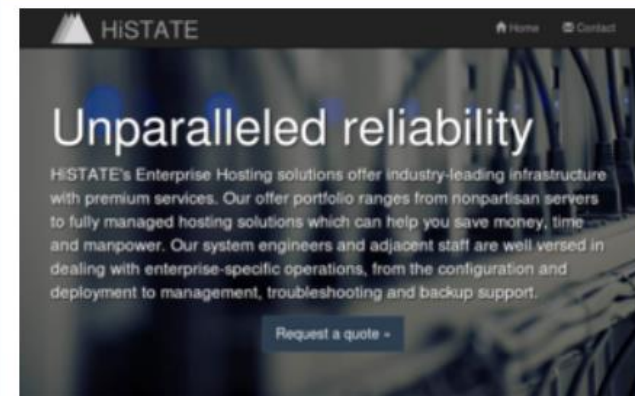 HiSTATE
Home Contact
Unparalleled reliability
HiSTATE's Enterprise Hosting solutions offer industry-leading infrastructure
with premium services. Our offer portfolio ranges from nonpartisan servers
to fully managed hosting solutions which can help you save money, time
and manpower. Our system engineers and adjacent staff are well versed in
dealing with enterprise-specific operations, from the configuration and
deployment to management, troubleshooting and backup support.
Request a quote »